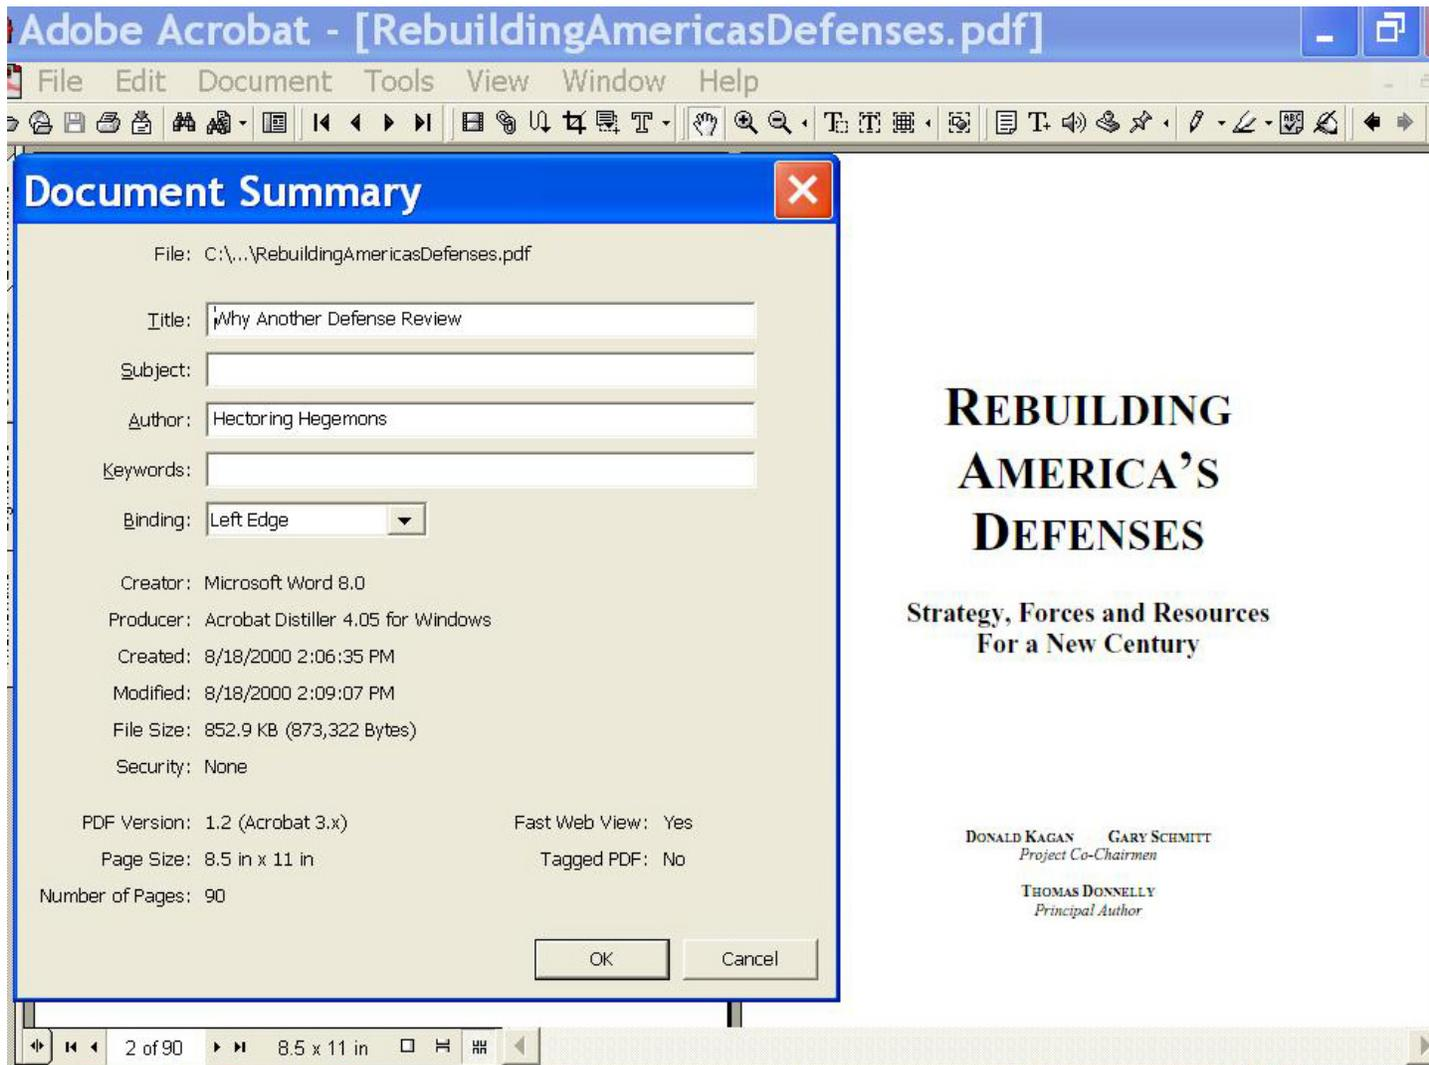 Adobe Acrobat - [RebuildingAmericasDefenses.pdf]
File Edit Document Tools View Window Help
Document Summary
File: C:\...\RebuildingAmericasDefenses.pdf
Title: Why Another Defense Review
Subject:
Author: Hectoring Hegemons
Keywords:
Binding: Left Edge
Creator: Microsoft Word 8.0
Producer: Acrobat Distiller 4.05 for Windows
Created: 8/18/2000 2:06:35 PM
Modified: 8/18/2000 2:09:07 PM
File Size: 852.9 KB (873,322 Bytes)
Security: None
PDF Version: 1.2 (Acrobat 3.x) Fast Web View: Yes
Page Size: 8.5 in x 11 in Tagged PDF: No
Number of Pages: 90
OK Cancel
REBUILDING
AMERICA'S
DEFENSES
Strategy, Forces and Resources
For a New Century
DONALD KAGAN GARY SCHMITT
Project Co-Chairmen
THOMAS DONNELLY
Principal Author
2 of 90 8.5 x 11 in